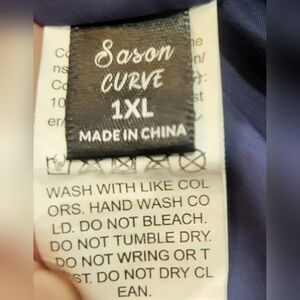 Sason
CURVE
1XL
MADE IN CHINA
WASH WITH LIKE COL
ORS. HAND WASH CO
LD. DO NOT BLEACH.
DO NOT TUMBLE DRY.
DO NOT WRING OR T
ST. DO NOT DRY CL
EAN.